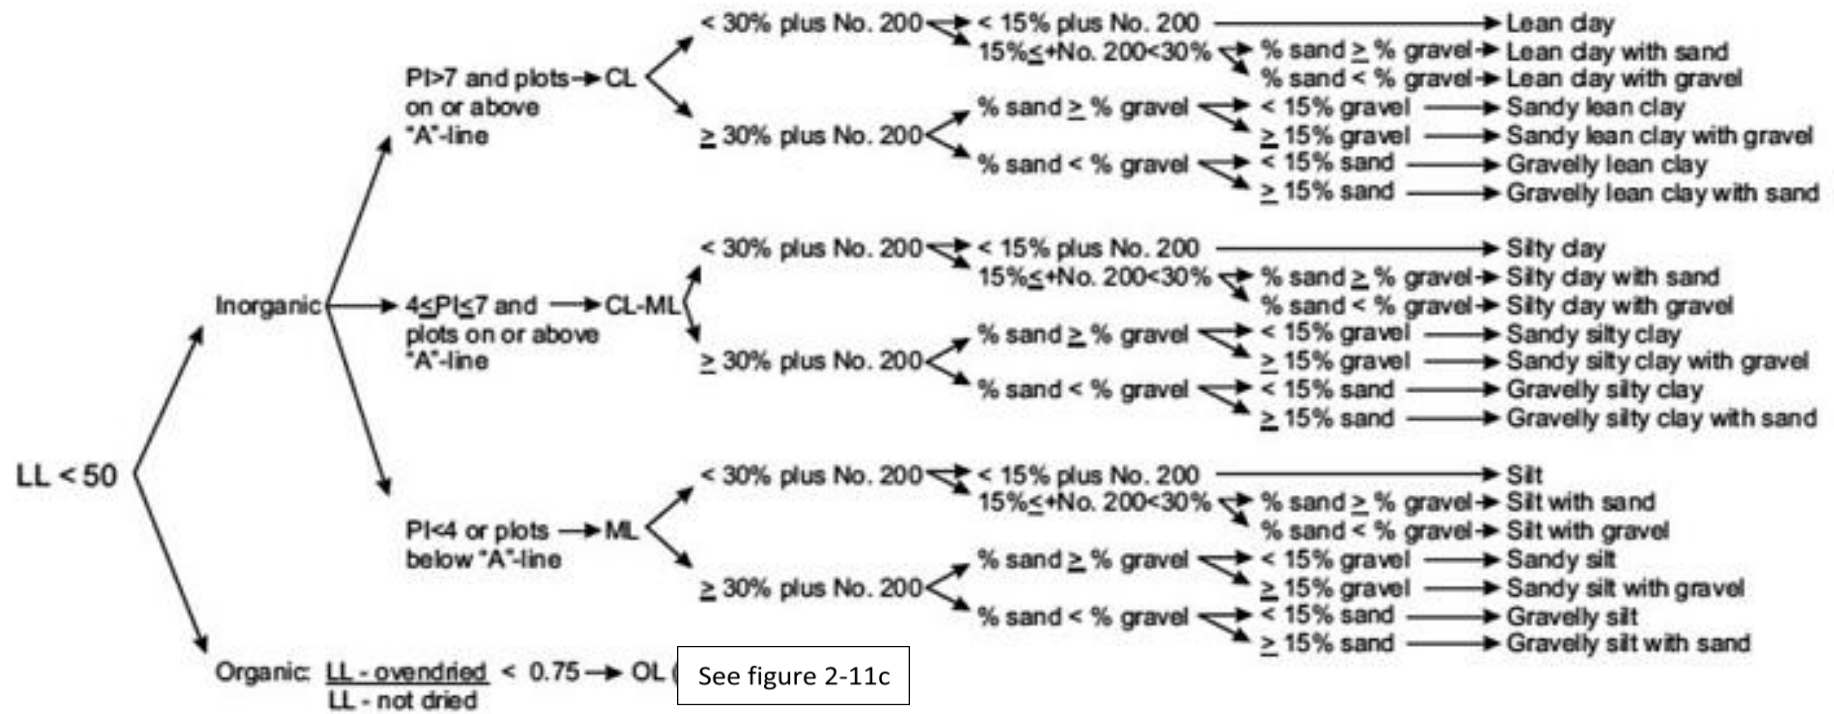 < 30% plus No. 200 < 15% plus No. 200 Lean clay
15%≤+No. 200<30% % sand ≥ % gravel Lean clay with sand
PI>7 and plots CL % sand < % gravel Lean clay with gravel
on or above % sand ≥ % gravel < 15% gravel Sandy lean clay
"A"-line ≥ 30% plus No. 200 ≥ 15% gravel Sandy lean clay with gravel
% sand < % gravel < 15% sand Gravelly lean clay
≥ 15% sand Gravelly lean clay with sand
< 30% plus No. 200 < 15% plus No. 200 Silty clay
15%≤+No. 200<30% % sand ≥ % gravel Silty clay with sand
Inorganic 4≤PI≤7 and CL-ML % sand < % gravel Silty clay with gravel
plots on or above % sand ≥ % gravel < 15% gravel Sandy silty clay
"A"-line ≥ 30% plus No. 200 ≥ 15% gravel Sandy silty clay with gravel
% sand < % gravel < 15% sand Gravelly silty clay
≥ 15% sand Gravelly silty clay with sand
LL < 50 < 30% plus No. 200 < 15% plus No. 200 Silt
15%≤+No. 200<30% % sand ≥ % gravel Silt with sand
PI<4 or plots ML % sand < % gravel Silt with gravel
below "A"-line % sand ≥ % gravel < 15% gravel Sandy silt
≥ 30% plus No. 200 ≥ 15% gravel Sandy silt with gravel
% sand < % gravel < 15% sand Gravelly silt
≥ 15% sand Gravelly silt with sand
Organic: LL - ovendried < 0.75 OL ( See figure 2-11c
LL - not dried